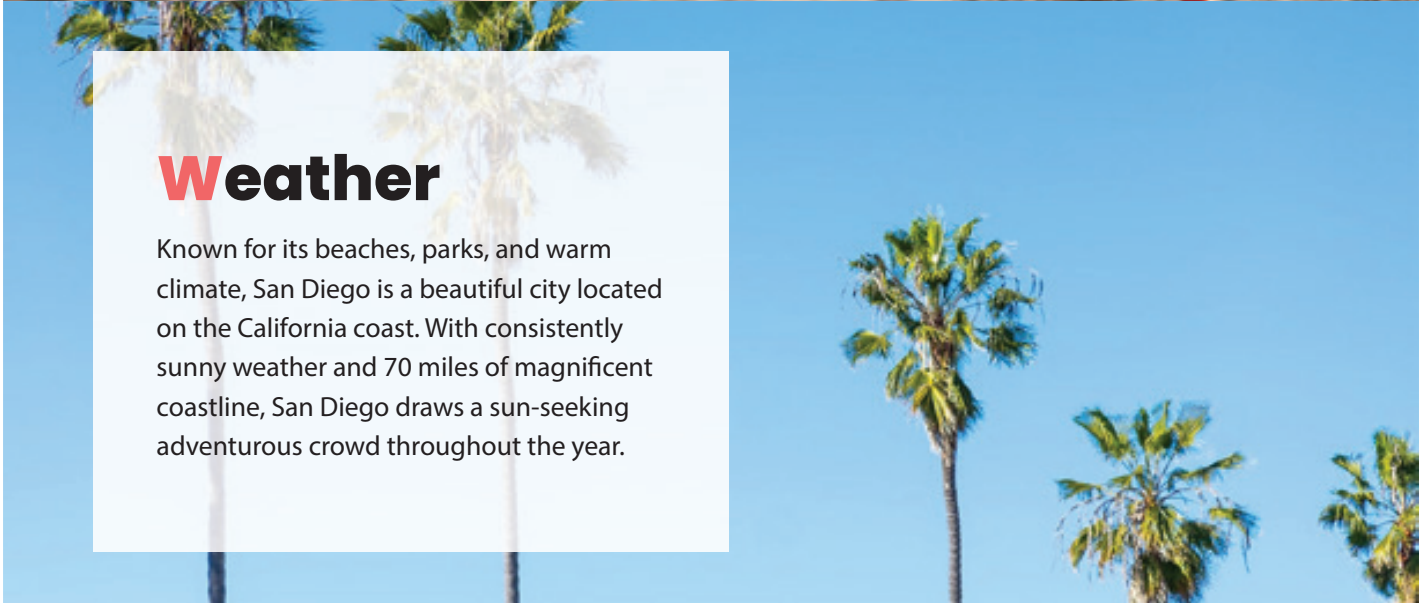 Weather
Known for its beaches, parks, and warm
climate, San Diego is a beautiful city located
on the California coast. With consistently
sunny weather and 70 miles of magnificent
coastline, San Diego draws a sun-seeking
adventurous crowd throughout the year.